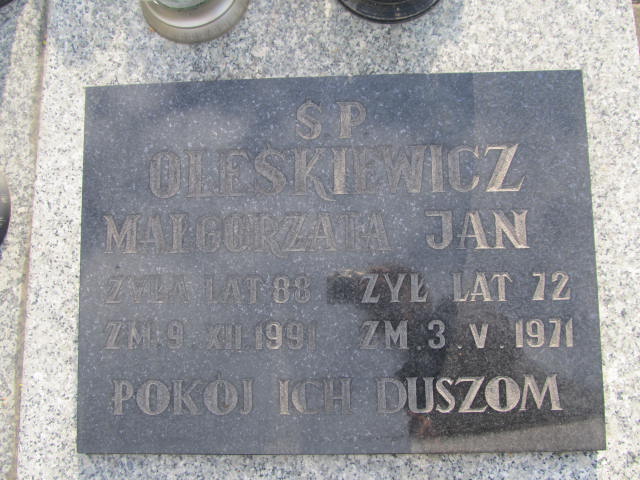 Ś P
OLEŚKIEWICZ
MAŁGORZATA JAN
ŻYŁA LAT 88 ŻYŁ LAT 72
ZM. 9. XII 1991 ZM. 3. V. 1971
POKÓJ ICH DUSZOM